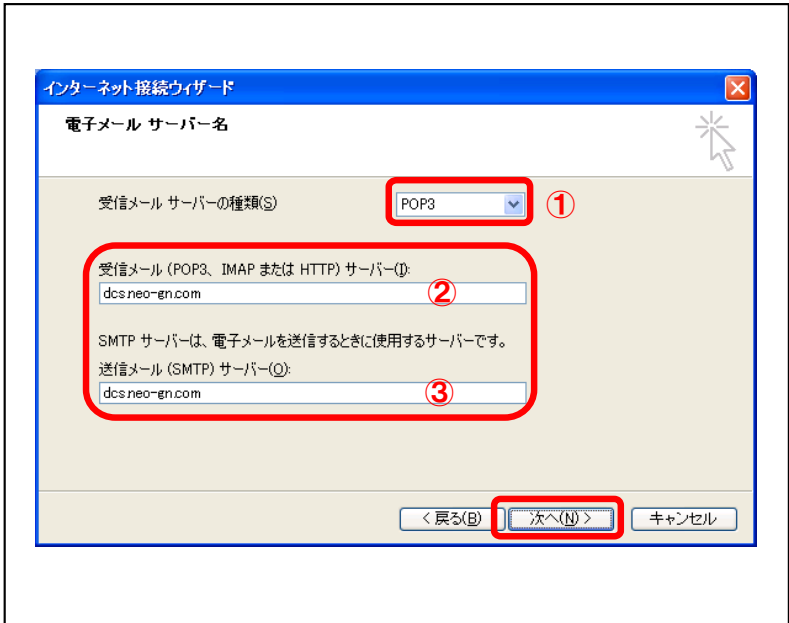 インターネット接続ウィザード
電子メール サーバー名
受信メール サーバーの種類(S) POP3 ①
受信メール (POP3、IMAP または HTTP) サーバー(I):
dcs.neo-gn.com ②
SMTP サーバーは、電子メールを送信するときに使用するサーバーです。
送信メール (SMTP) サーバー(O):
dcs.neo-gn.com ③
< 戻る(B) 次へ(N) > キャンセル